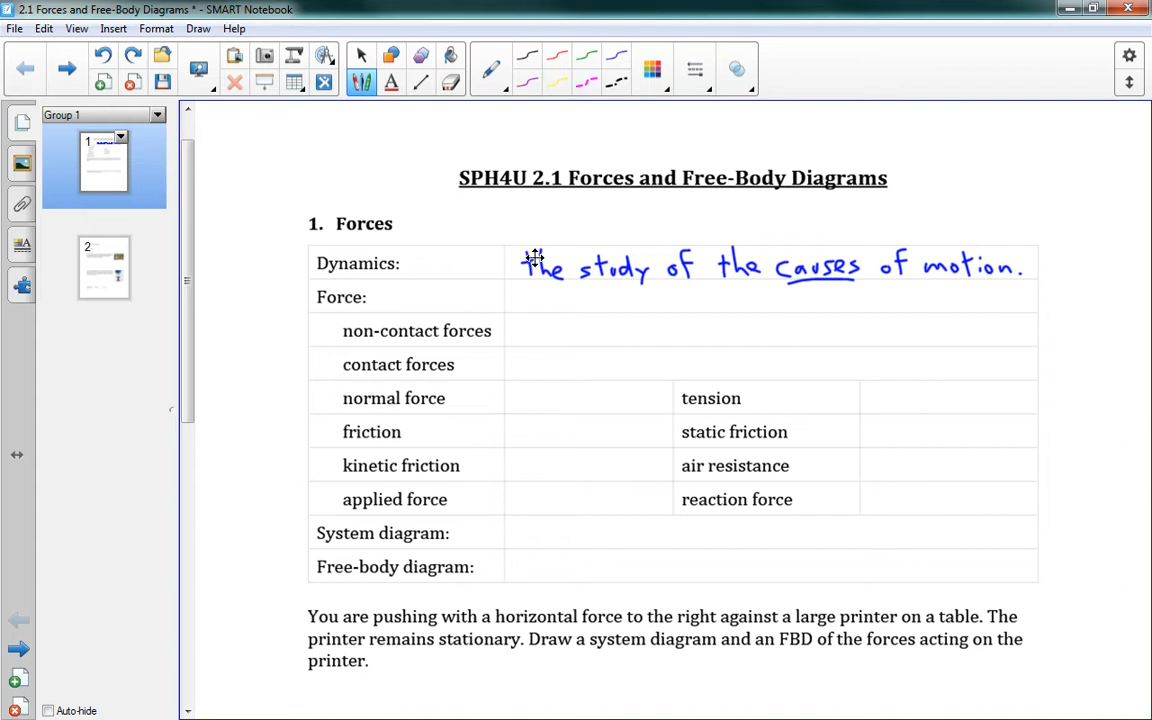 2.1 Forces and Free-Body Diagrams * - SMART Notebook
File Edit View Insert Format Draw Help
Group 1
1
2
SPH4U 2.1 Forces and Free-Body Diagrams
1. Forces
Dynamics: the study of the causes of motion.
Force:
non-contact forces
contact forces
normal force tension
friction static friction
kinetic friction air resistance
applied force reaction force
System diagram:
Free-body diagram:
You are pushing with a horizontal force to the right against a large printer on a table. The
printer remains stationary. Draw a system diagram and an FBD of the forces acting on the
printer.
Auto-hide